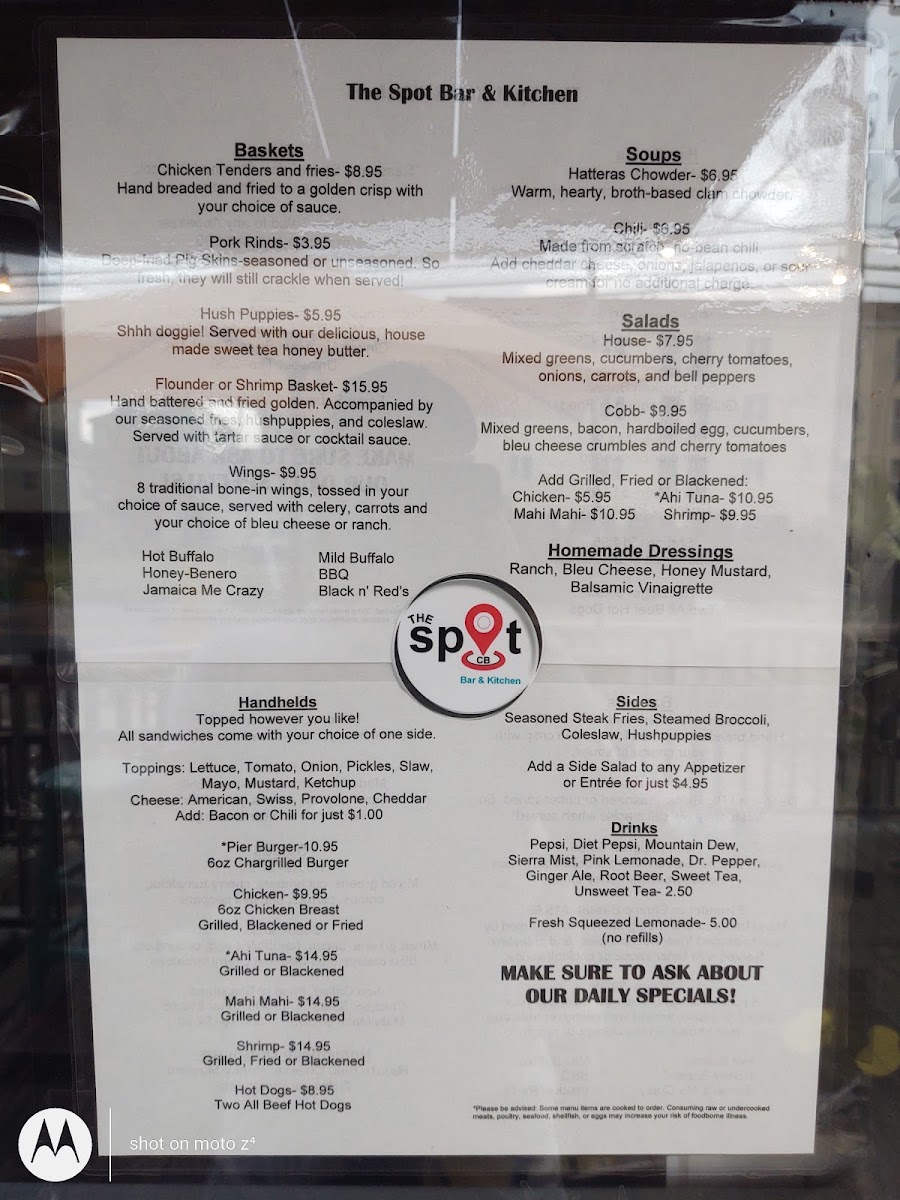 The Spot Bar & Kitchen
Baskets
Chicken Tenders and fries- $8.95
Hand breaded and fried to a golden crisp with
your choice of sauce.
Pork Rinds- $3.95
Deep-fried Pig Skins-seasoned or unseasoned. So
fresh, they will still crackle when served!
Hush Puppies- $5.95
Shhh doggie! Served with our delicious, house
made sweet tea honey butter.
Flounder or Shrimp Basket- $15.95
Hand battered and fried golden. Accompanied by
our seasoned fries, hushpuppies, and coleslaw.
Served with tartar sauce or cocktail sauce.
Wings- $9.95
8 traditional bone-in wings, tossed in your
choice of sauce, served with celery, carrots and
your choice of bleu cheese or ranch.
Hot Buffalo
Honey-Benero
Jamaica Me Crazy
Mild Buffalo
BBQ
Black n' Red's
Soups
Hatteras Chowder- $6.95
Warm, hearty, broth-based clam chowder.
Chili- $6.95
Made from scratch, no-bean chili
Add cheddar cheese, onions, jalapenos, or sour
cream for no additional charge.
Salads
House- $7.95
Mixed greens, cucumbers, cherry tomatoes,
onions, carrots, and bell peppers
Cobb- $9.95
Mixed greens, bacon, hardboiled egg, cucumbers,
bleu cheese crumbles and cherry tomatoes
Add Grilled, Fried or Blackened:
Chicken- $5.95 *Ahi Tuna- $10.95
Mahi Mahi- $10.95 Shrimp- $9.95
Homemade Dressings
Ranch, Bleu Cheese, Honey Mustard,
Balsamic Vinaigrette
THE
spot
CB
Bar & Kitchen
Handhelds
Topped however you like!
All sandwiches come with your choice of one side.
Toppings: Lettuce, Tomato, Onion, Pickles, Slaw,
Mayo, Mustard, Ketchup
Cheese: American, Swiss, Provolone, Cheddar
Add: Bacon or Chili for just $1.00
*Pier Burger-10.95
6oz Chargrilled Burger
Chicken- $9.95
6oz Chicken Breast
Grilled, Blackened or Fried
*Ahi Tuna- $14.95
Grilled or Blackened
Mahi Mahi- $14.95
Grilled or Blackened
Shrimp- $14.95
Grilled, Fried or Blackened
Hot Dogs- $8.95
Two All Beef Hot Dogs
Sides
Seasoned Steak Fries, Steamed Broccoli,
Coleslaw, Hushpuppies
Add a Side Salad to any Appetizer
or Entrée for just $4.95
Drinks
Pepsi, Diet Pepsi, Mountain Dew,
Sierra Mist, Pink Lemonade, Dr. Pepper,
Ginger Ale, Root Beer, Sweet Tea,
Unsweet Tea- 2.50
Fresh Squeezed Lemonade- 5.00
(no refills)
MAKE SURE TO ASK ABOUT
OUR DAILY SPECIALS!
*Please be advised: Some menu items are cooked to order. Consuming raw or undercooked
meats, poultry, seafood, shellfish, or eggs may increase your risk of foodborne illness.
shot on moto z⁴